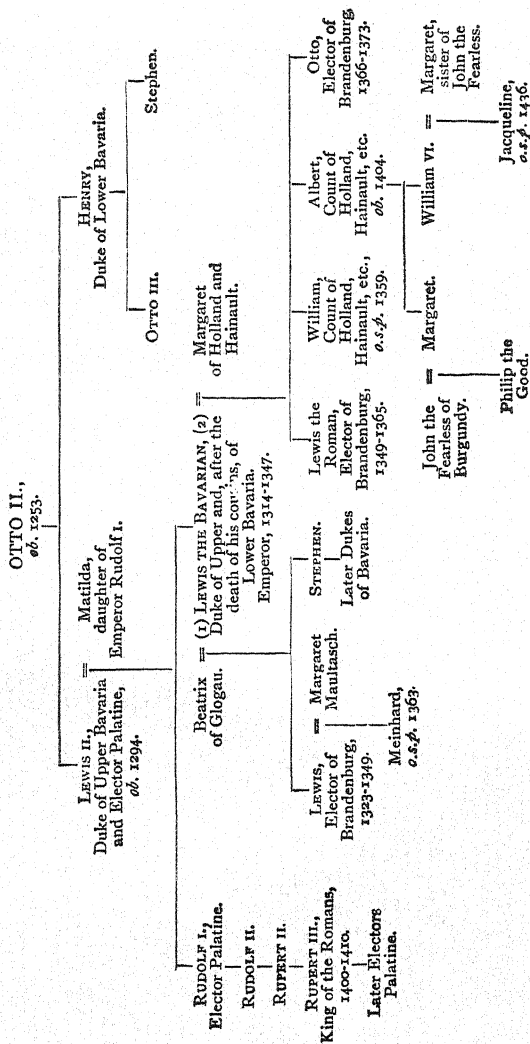 OTTO II.,
ob. 1253.
LEWIS II.,
Duke of Upper Bavaria
and Elector Palatine,
ob. 1294.
=
Matilda,
daughter of
Emperor Rudolf I.
HENRY,
Duke of Lower Bavaria.
OTTO III.
Stephen.
RUDOLF I.,
Elector Palatine.
RUDOLF II.
RUPERT II.
RUPERT III.,
King of the Romans,
1400-1410.
Later Electors
Palatine.
Beatrix
of Glogau.
=
(1) LEWIS THE BAVARIAN, (2)
Duke of Upper and, after the
death of his cousins, of
Lower Bavaria.
Emperor, 1314-1347.
=
Margaret
of Holland and
Hainault.
LEWIS,
Elector of
Brandenburg,
1323-1349.
=
Margaret
Maultasch.
Meinhard,
o.s.p. 1363.
STEPHEN.
Later Dukes
of Bavaria.
Lewis the
Roman,
Elector of
Brandenburg,
1349-1365.
William,
Count of
Holland,
Hainault, etc.,
o.s.p. 1359.
Albert,
Count of
Holland,
Hainault, etc.
ob. 1404.
Otto,
Elector of
Brandenburg,
1366-1373.
John the
Fearless of
Burgundy.
=
Margaret.
William VI.
=
Margaret,
sister of
John the
Fearless.
Philip the
Good.
Jacqueline,
o.s.p. 1436.